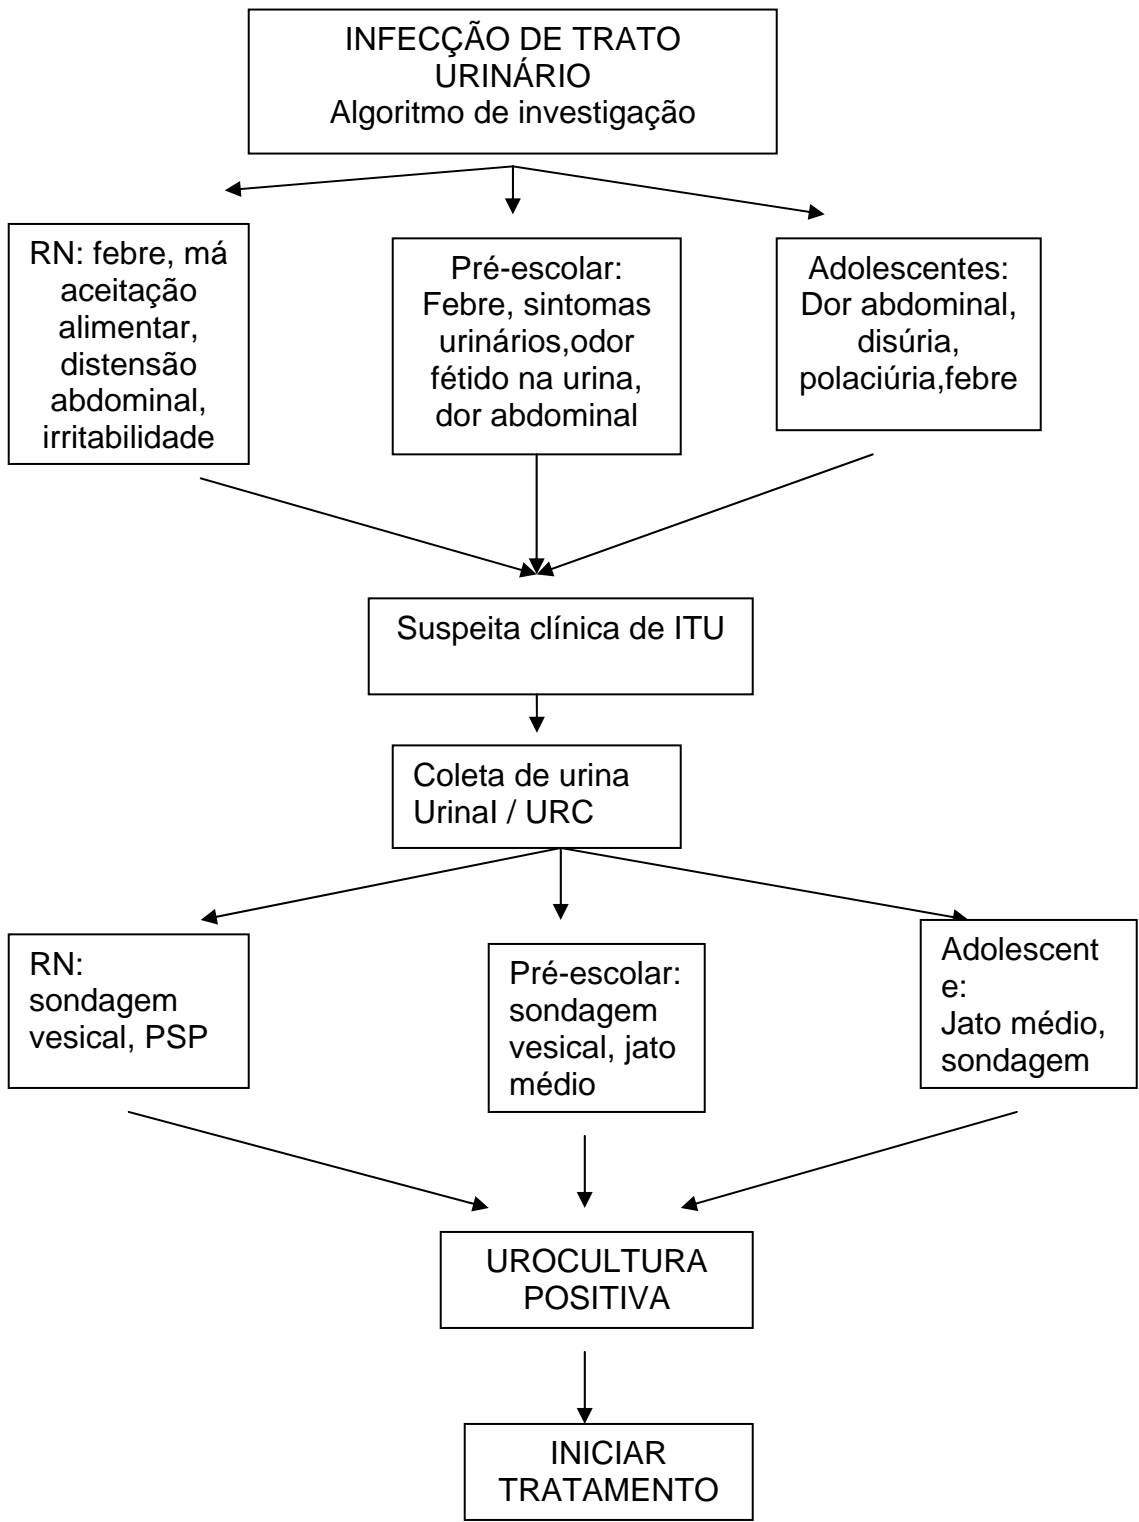 INFECÇÃO DE TRATO
URINÁRIO
Algoritmo de investigação
RN: febre, má
aceitação
alimentar,
distensão
abdominal,
irritabilidade
Pré-escolar:
Febre, sintomas
urinários,odor
fétido na urina,
dor abdominal
Adolescentes:
Dor abdominal,
disúria,
polaciúria,febre
Suspeita clínica de ITU
Coleta de urina
UrinaI / URC
RN:
sondagem
vesical, PSP
Pré-escolar:
sondagem
vesical, jato
médio
Adolescent
e:
Jato médio,
sondagem
UROCULTURA
POSITIVA
INICIAR
TRATAMENTO